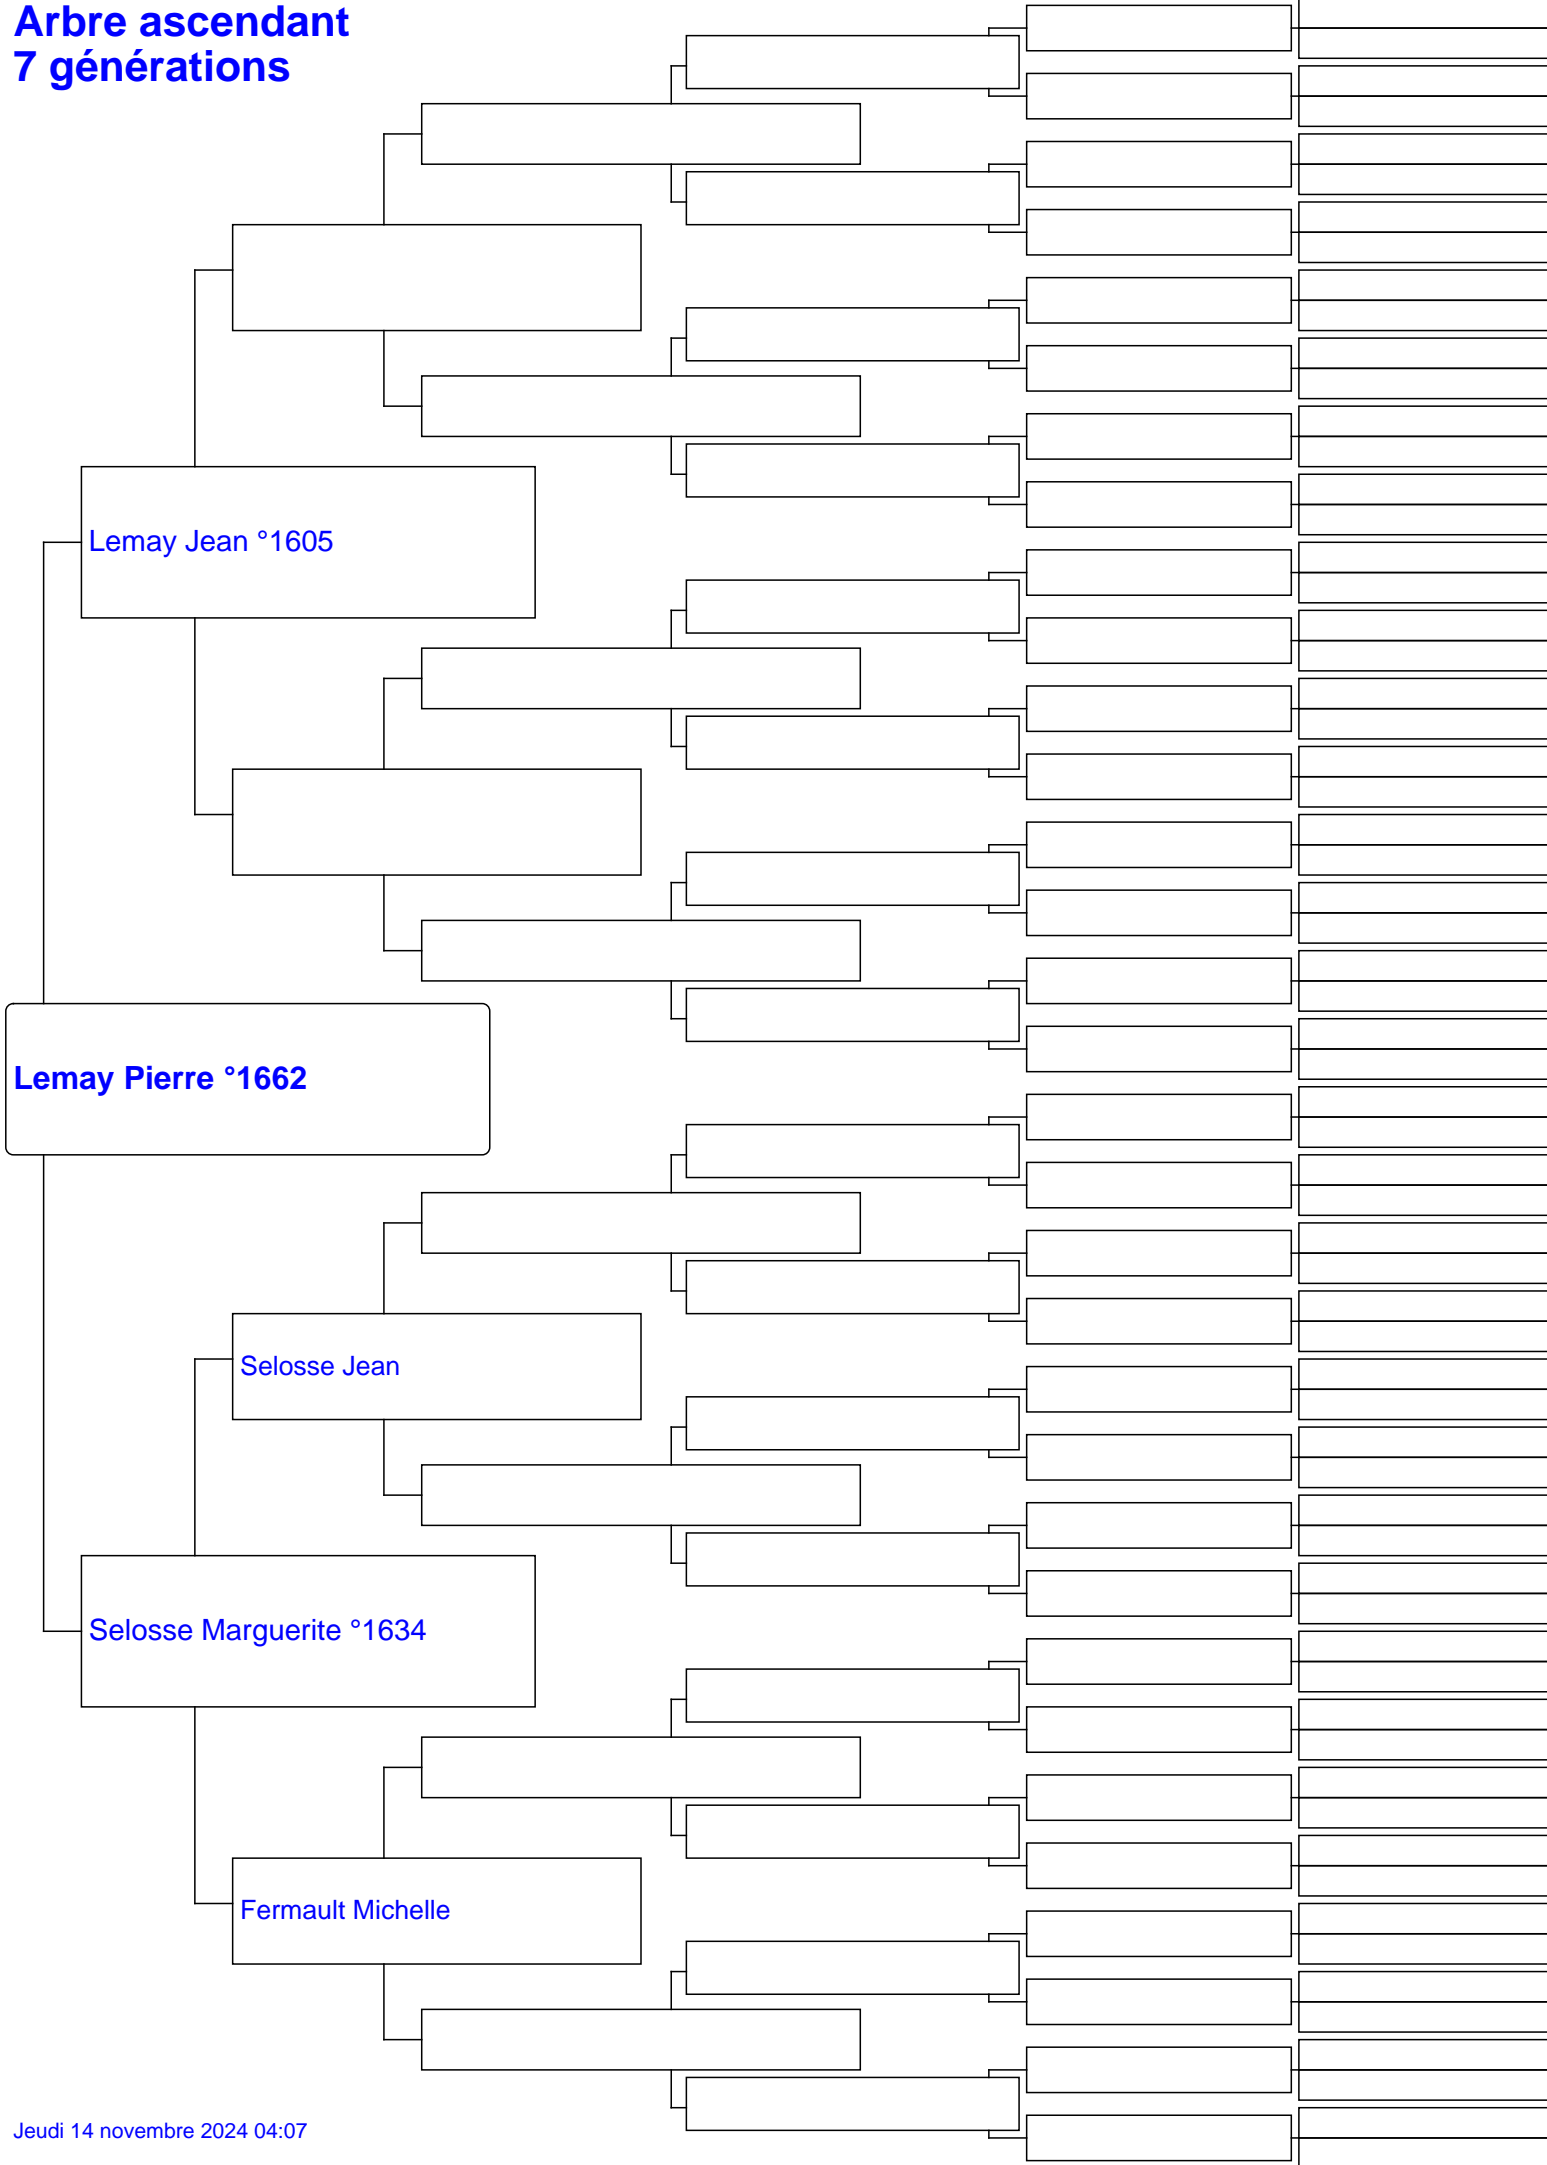 Arbre ascendant
7 générations
Lemay Jean °1605
Lemay Pierre °1662
Selosse Jean
Selosse Marguerite °1634
Fermault Michelle
Jeudi 14 novembre 2024 04:07